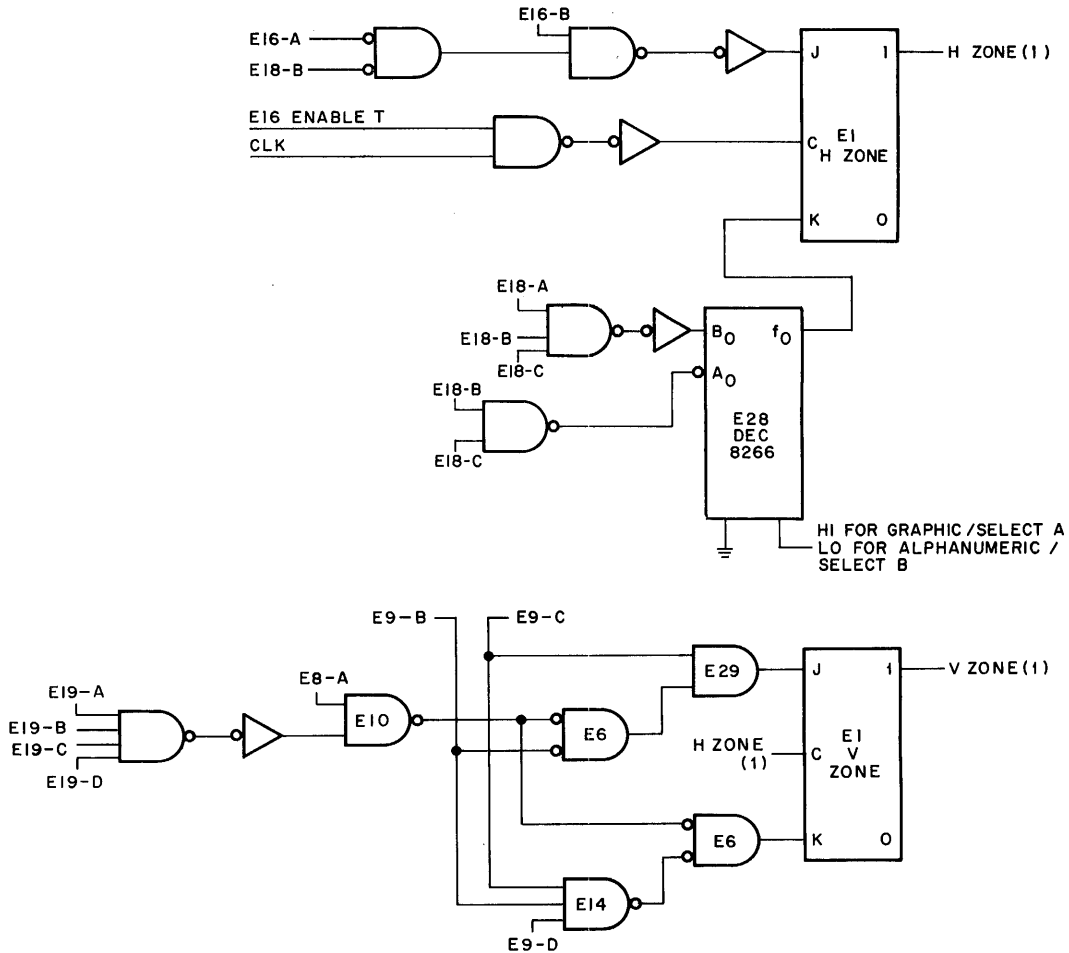 E16-B
E16-A
E18-B
J
1
H ZONE (1)
E16 ENABLE T
CLK
C
E1
H ZONE
K
O
E18-A
E18-B
E18-C
B0
f0
E18-B
A0
E18-C
E28
DEC
8266
HI FOR GRAPHIC/SELECT A
LO FOR ALPHANUMERIC /
SELECT B
E9-B
E9-C
E8-A
E19-A
E19-B
E19-C
E19-D
E10
E29
J
1
V ZONE (1)
E6
H ZONE
(1)
C
E1
V
ZONE
E6
K
O
E14
E9-D